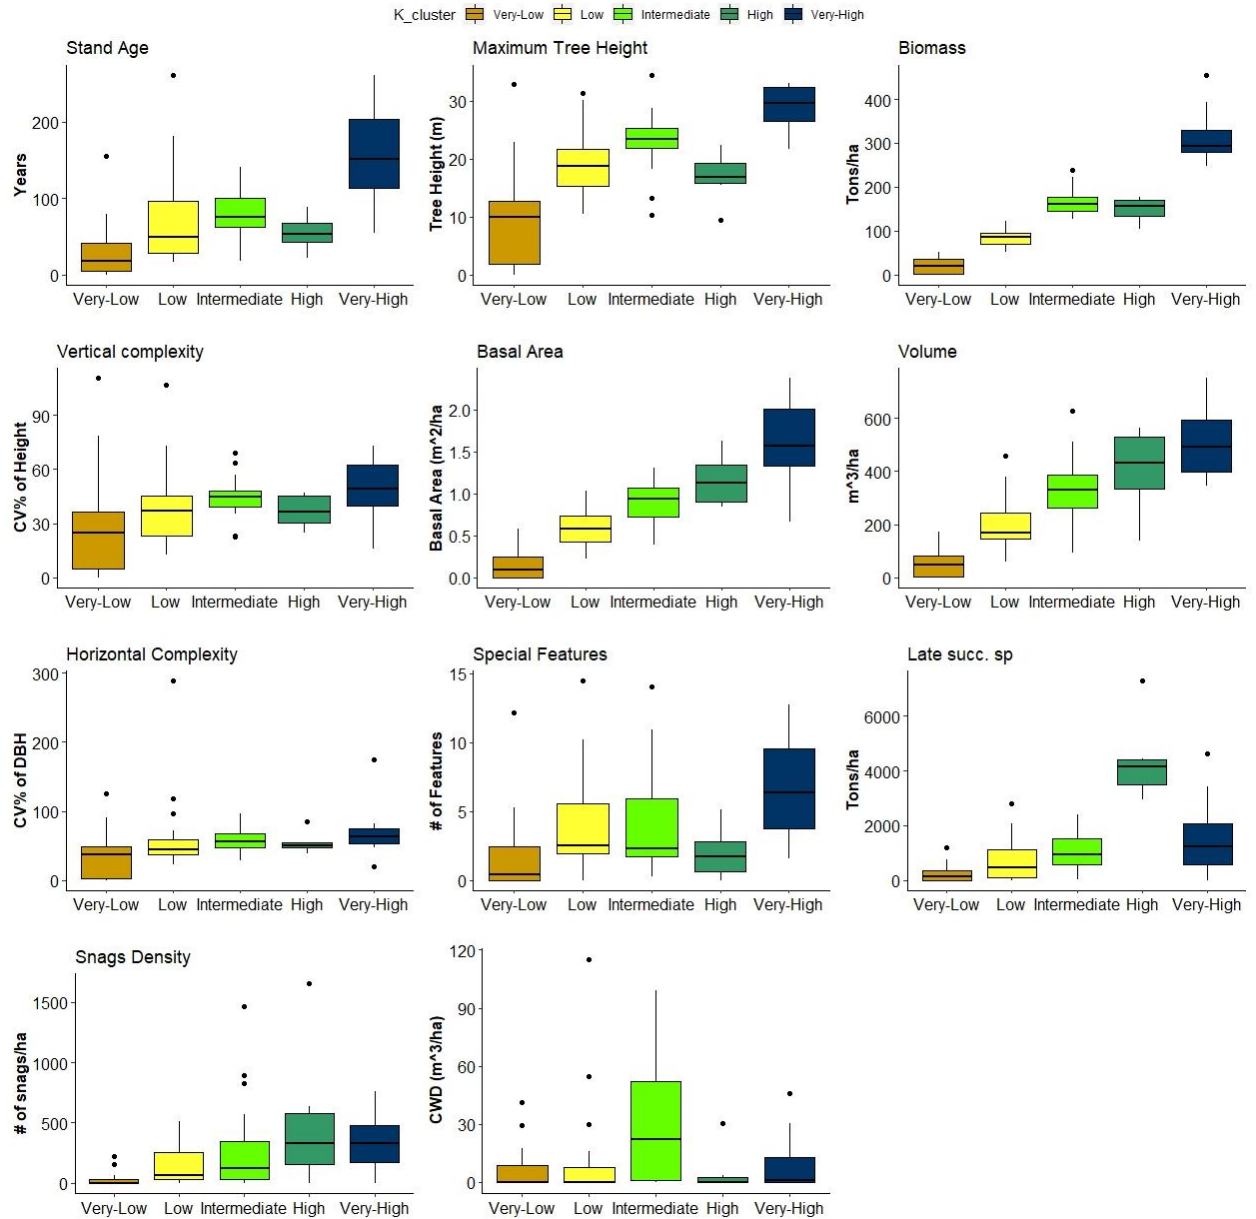 K_cluster Very-Low Low Intermediate High Very-High
Stand Age
Years
200
100
0
Very-Low Low Intermediate High Very-High
Maximum Tree Height
Tree Height (m)
30
20
10
0
Very-Low Low Intermediate High Very-High
Biomass
Tons/ha
400
300
200
100
0
Very-Low Low Intermediate High Very-High
Vertical complexity
CV% of Height
90
60
30
0
Very-Low Low Intermediate High Very-High
Basal Area
Basal Area (m^2/ha
2.0
1.5
1.0
0.5
0.0
Very-Low Low Intermediate High Very-High
Volume
m^3/ha
600
400
200
0
Very-Low Low Intermediate High Very-High
Horizontal Complexity
CV% of DBH
300
200
100
0
Very-Low Low Intermediate High Very-High
Special Features
# of Features
15
10
5
0
Very-Low Low Intermediate High Very-High
Late succ. sp
Tons/ha
6000
4000
2000
0
Very-Low Low Intermediate High Very-High
Snags Density
# of snags/ha
1500
1000
500
0
Very-Low Low Intermediate High Very-High
CWD (m^3/ha)
120
90
60
30
0
Very-Low Low Intermediate High Very-High